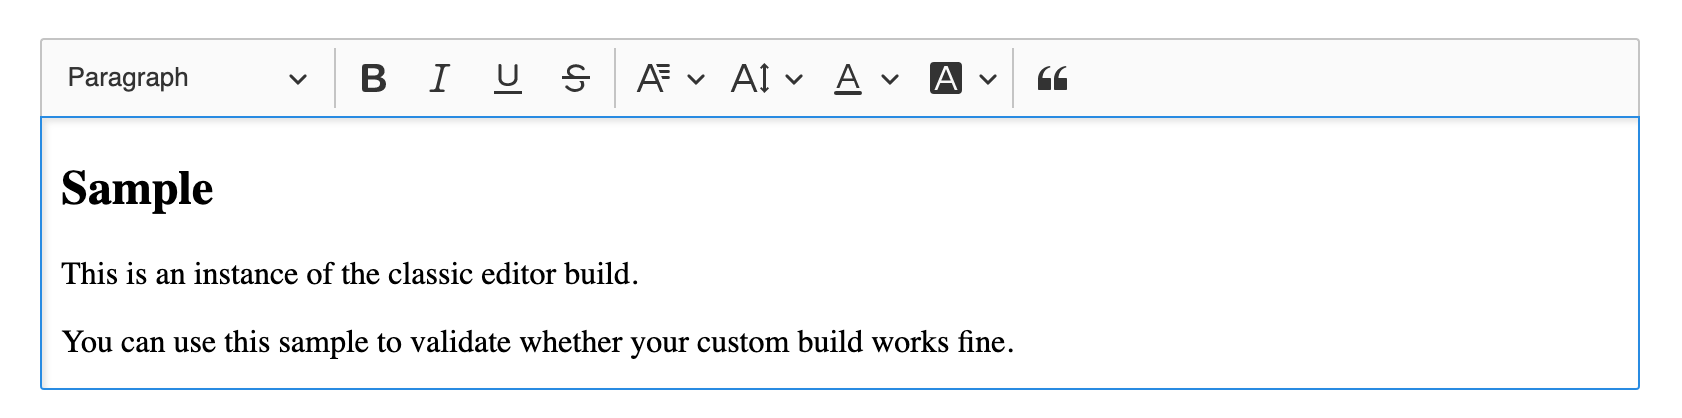 Paragraph B I U S A A A A
Sample
This is an instance of the classic editor build.
You can use this sample to validate whether your custom build works fine.